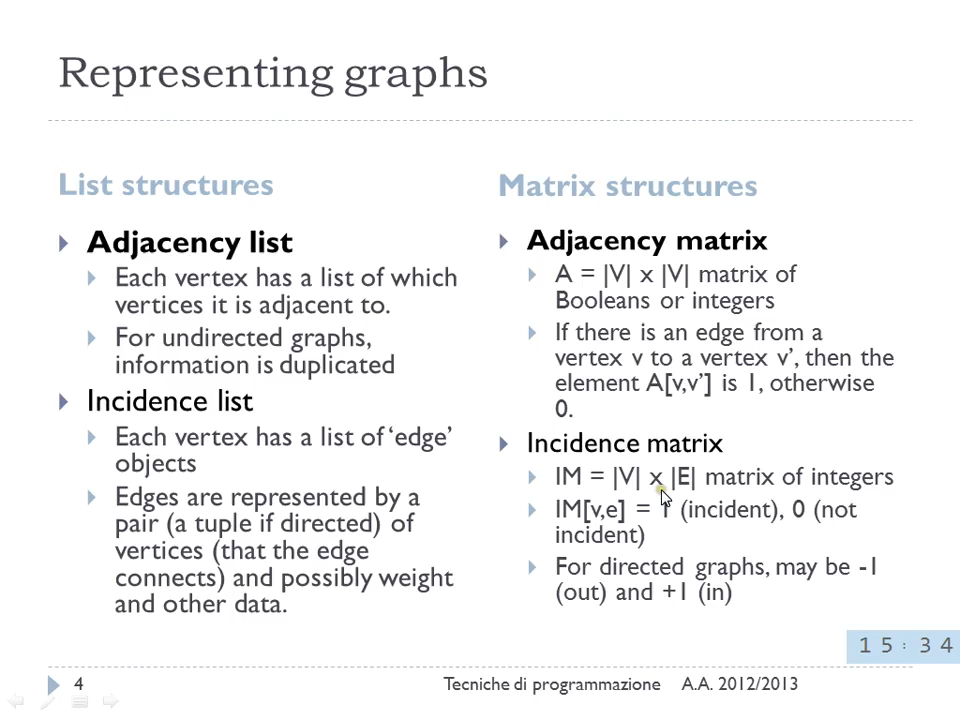 Representing graphs
List structures
Adjacency list
Each vertex has a list of which
vertices it is adjacent to.
For undirected graphs,
information is duplicated
Incidence list
Each vertex has a list of ‘edge’
objects
Edges are represented by a
pair (a tuple if directed) of
vertices (that the edge
connects) and possibly weight
and other data.
Matrix structures
Adjacency matrix
A = |V| x |V| matrix of
Booleans or integers
If there is an edge from a
vertex v to a vertex v’, then the
element A[v,v’] is 1, otherwise
0.
Incidence matrix
IM = |V| x |E| matrix of integers
IM[v,e] = 1 (incident), 0 (not
incident)
For directed graphs, may be -1
(out) and +1 (in)
15:34
4
Tecniche di programmazione A.A. 2012/2013